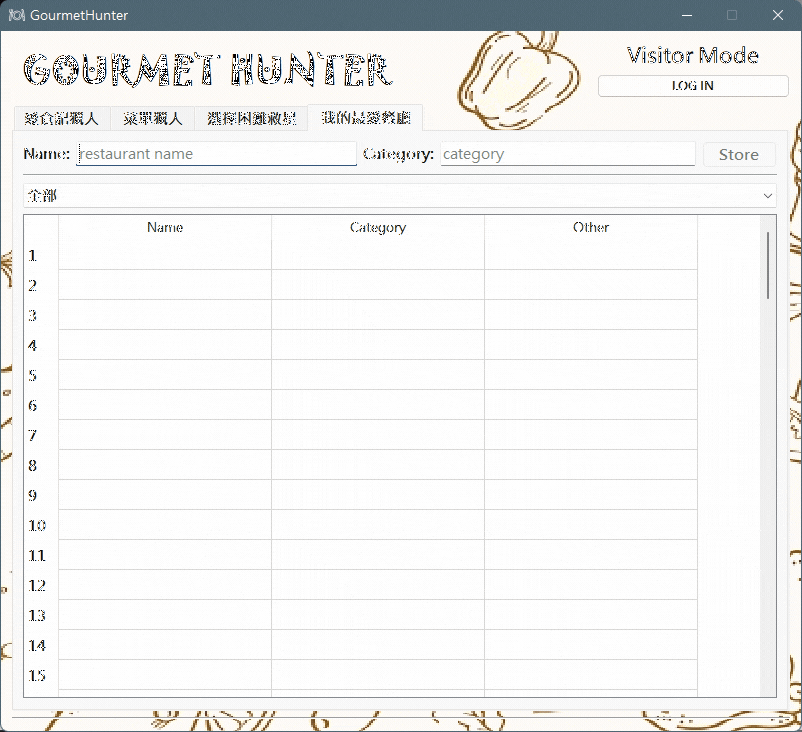 GourmetHunter
GOURMET HUNTER
Visitor Mode
LOG IN
愛食記獵人 菜單獵人 選擇困難救星 我的最愛餐廳
Name: restaurant name Category: category Store
全部
Name Category Other
1
2
3
4
5
6
7
8
9
10
11
12
13
14
15